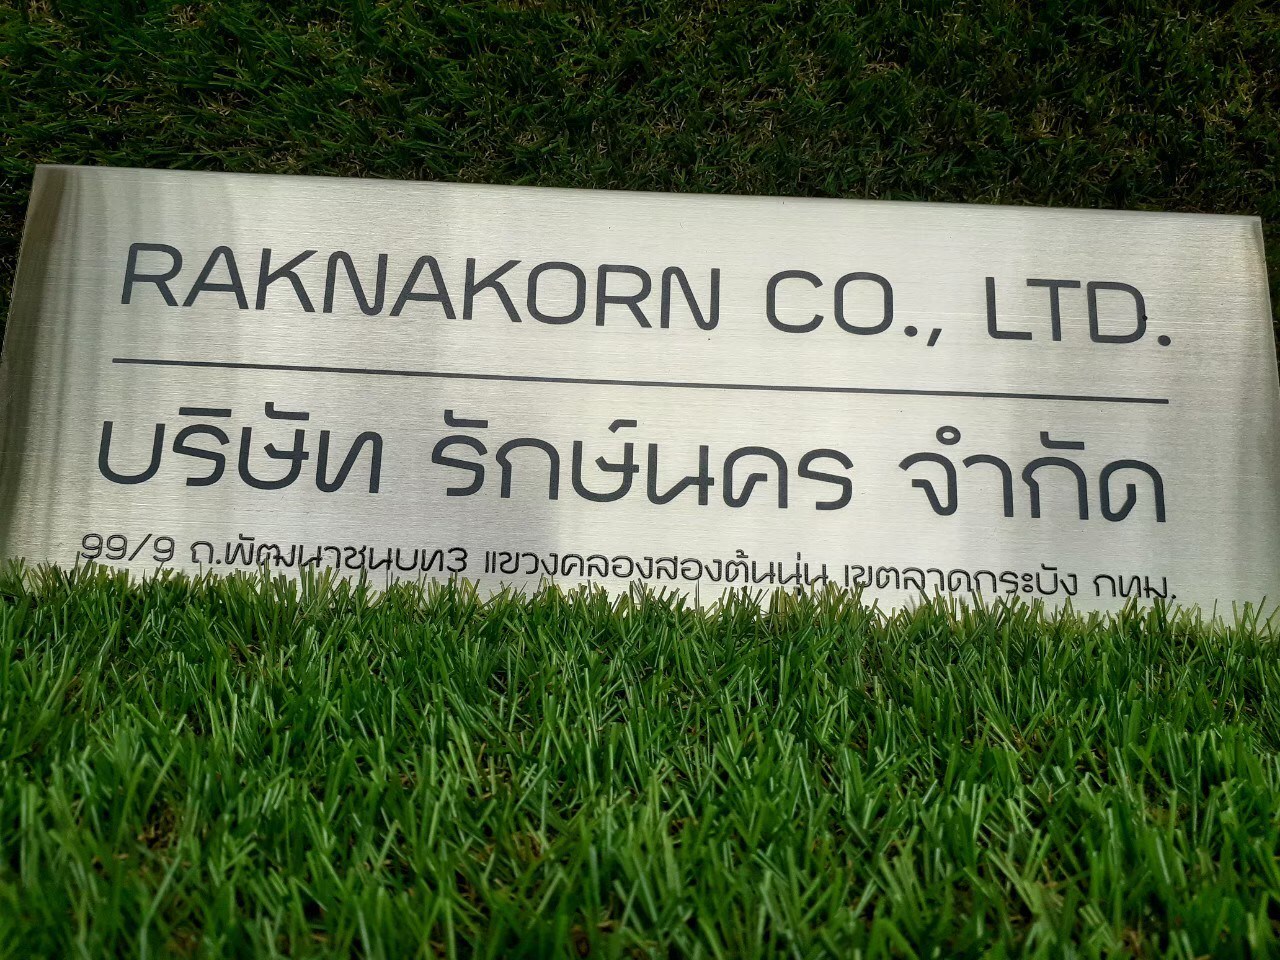 RAKNAKORN CO., LTD.
บริษัท รักษ์นคร จำกัด
99/9 ถ.พัฒนาชนบท3 แขวงคลองสองต้นนุ่น เขตลาดกระบัง กทม.